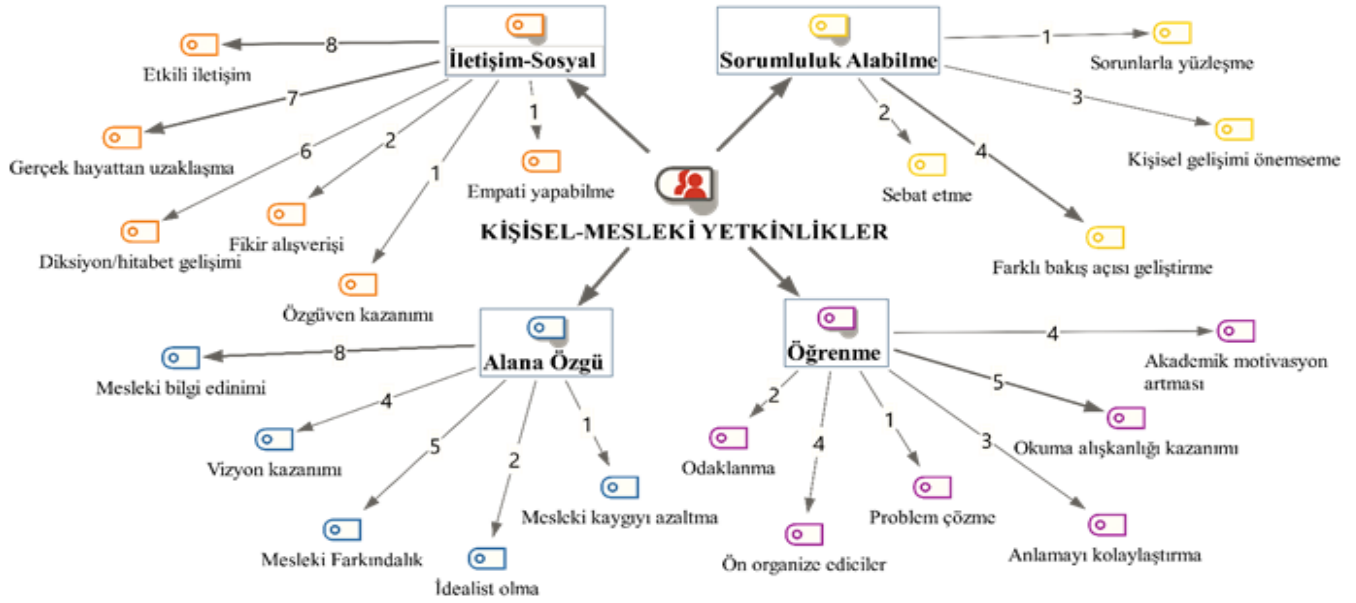 İletişim-Sosyal
8
Etkili iletişim
7
Gerçek hayattan uzaklaşma
6
Diksiyon/hitabet gelişimi
2
Fikir alışverişi
1
Özgüven kazanımı
1
Empati yapabilme
Sorumluluk Alabilme
1
Sorunlarla yüzleşme
3
Kişisel gelişimi önemseme
2
Sebat etme
4
Farklı bakış açısı geliştirme
KİŞİSEL-MESLEKİ YETKİNLİKLER
Alana Özgü
8
Mesleki bilgi edinimi
4
Vizyon kazanımı
5
Mesleki Farkındalık
2
İdealist olma
1
Mesleki kaygıyı azaltma
Öğrenme
4
Akademik motivasyon
artması
5
Okuma alışkanlığı kazanımı
2
Odaklanma
4
Ön organize ediciler
1
Problem çözme
3
Anlamayı kolaylaştırma